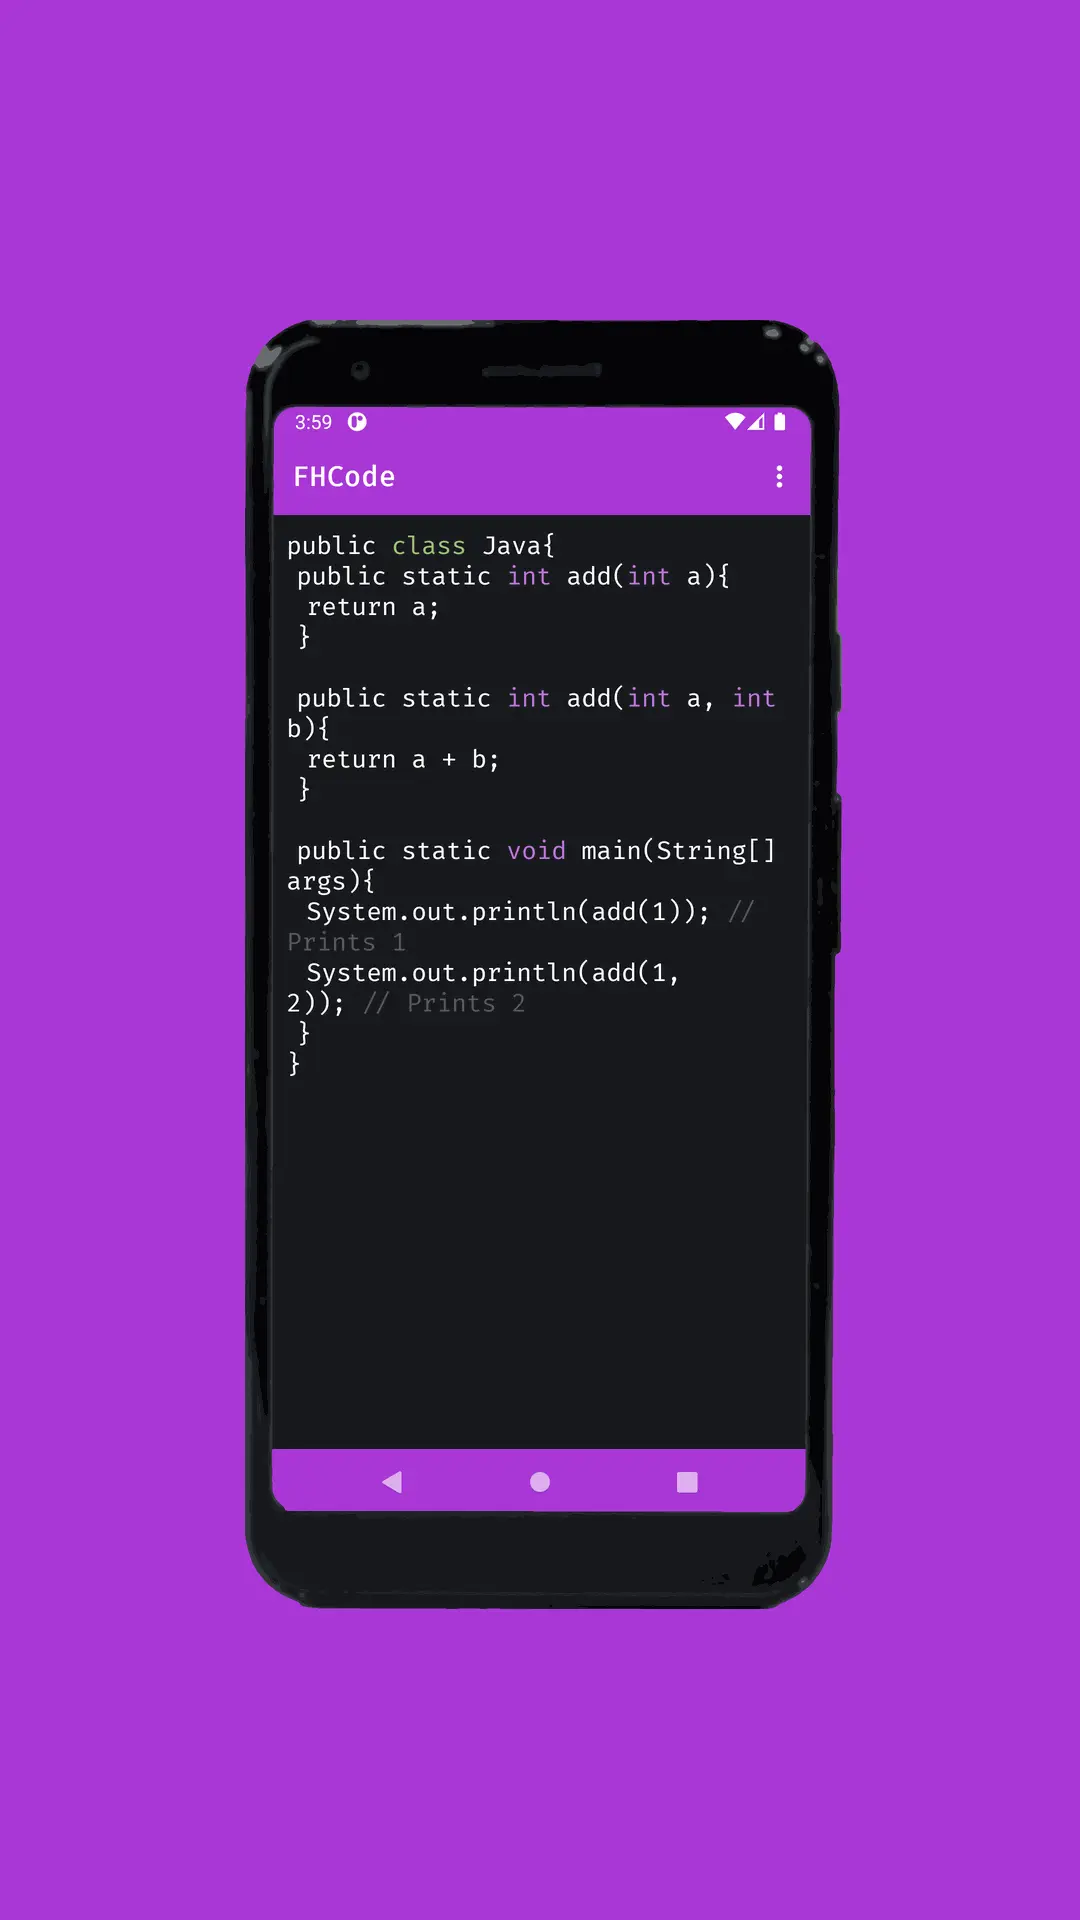 3:59
FHCode
public class Java{
public static int add(int a){
return a;
}
public static int add(int a, int
b){
return a + b;
}
public static void main(String[]
args){
System.out.println(add(1)); //
Prints 1
System.out.println(add(1,
2)); // Prints 2
}
}